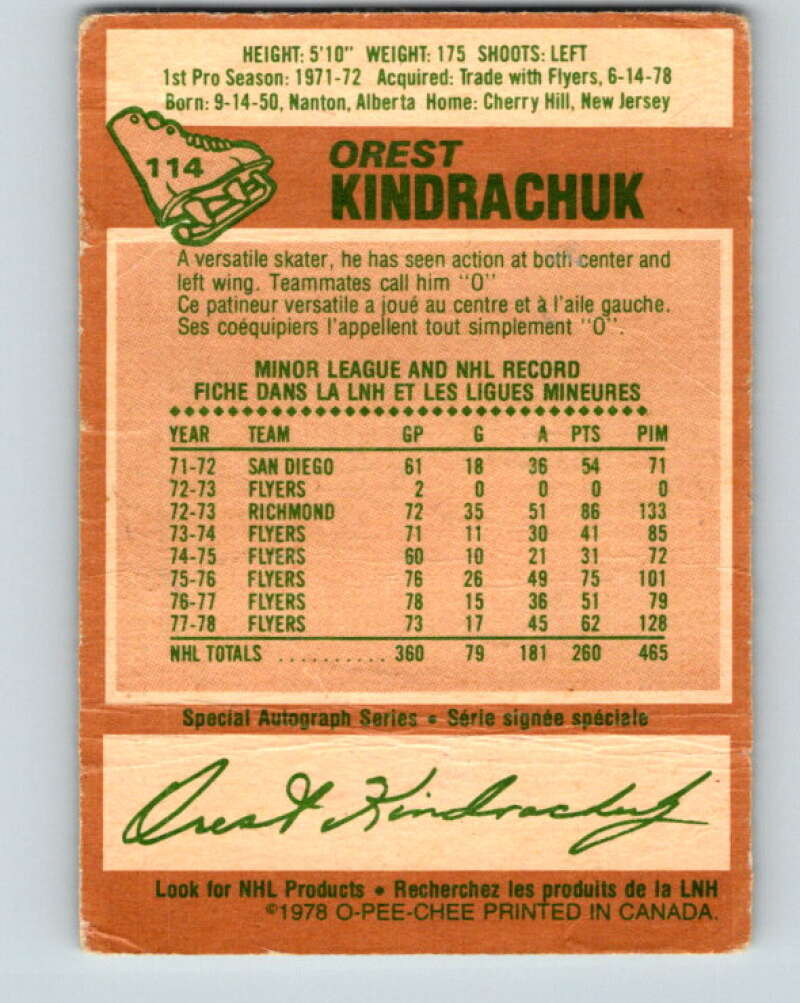 HEIGHT: 5'10" WEIGHT: 175 SHOOTS: LEFT
1st Pro Season: 1971-72 Acquired: Trade with Flyers, 6-14-78
Born: 9-14-50, Nanton, Alberta Home: Cherry Hill, New Jersey
114
OREST
KINDRACHUK
A versatile skater, he has seen action at both center and
left wing. Teammates call him "O"
Ce patineur versatile a joué au centre et à l'aile gauche.
Ses coéquipiers l'appellent tout simplement "O".
MINOR LEAGUE AND NHL RECORD
FICHE DANS LA LNH ET LES LIGUES MINEURES
YEAR TEAM GP G A PTS PIM
71-72 SAN DIEGO 61 18 36 54 71
72-73 FLYERS 2 0 0 0 0
72-73 RICHMOND 72 35 51 86 133
73-74 FLYERS 71 11 30 41 85
74-75 FLYERS 60 10 21 31 72
75-76 FLYERS 76 26 49 75 101
76-77 FLYERS 78 15 36 51 79
77-78 FLYERS 73 17 45 62 128
NHL TOTALS .......... 360 79 181 260 465
Special Autograph Series • Série signée spéciale
Orest Kindrachuk
Look for NHL Products • Recherchez les produits de la LNH
©1978 O-PEE-CHEE PRINTED IN CANADA.